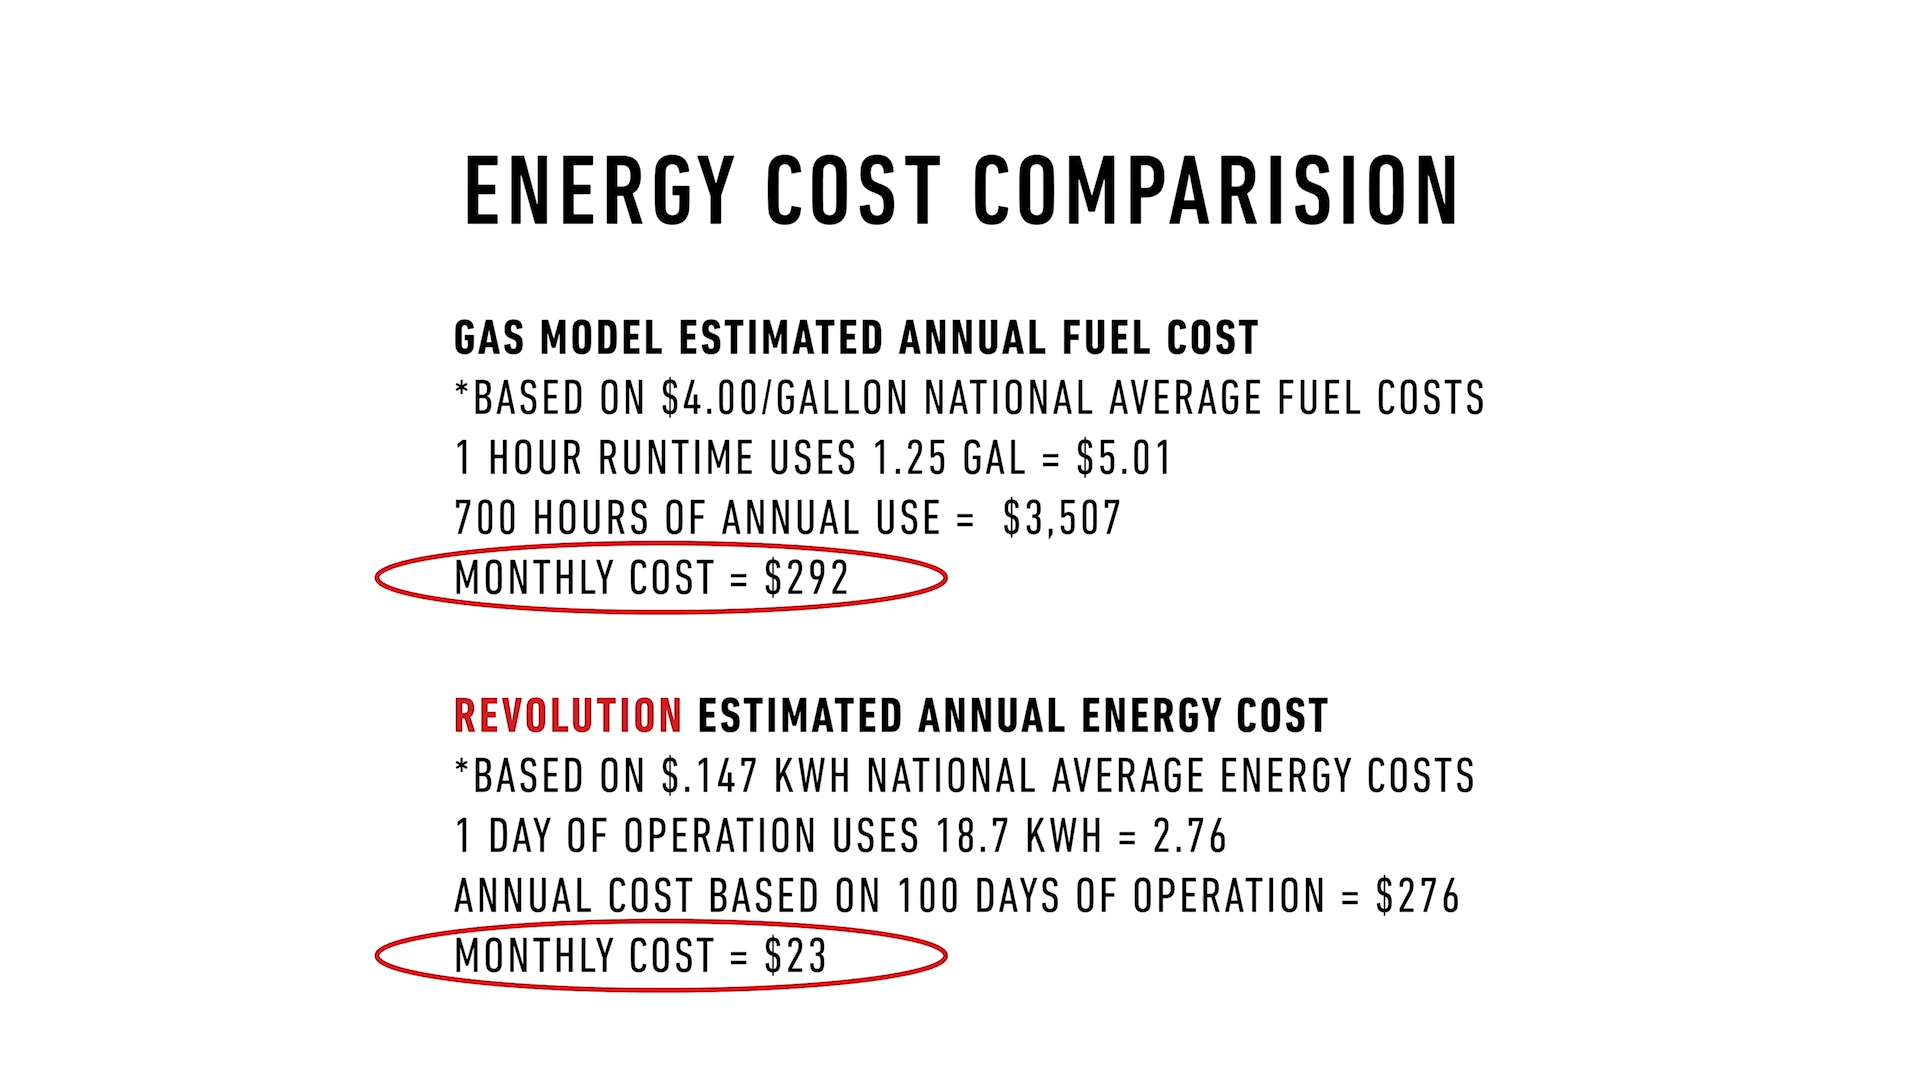 ENERGY COST COMPARISION
GAS MODEL ESTIMATED ANNUAL FUEL COST
*BASED ON $4.00/GALLON NATIONAL AVERAGE FUEL COSTS
1 HOUR RUNTIME USES 1.25 GAL = $5.01
700 HOURS OF ANNUAL USE = $3,507
MONTHLY COST = $292
REVOLUTION ESTIMATED ANNUAL ENERGY COST
*BASED ON $.147 KWH NATIONAL AVERAGE ENERGY COSTS
1 DAY OF OPERATION USES 18.7 KWH = 2.76
ANNUAL COST BASED ON 100 DAYS OF OPERATION = $276
MONTHLY COST = $23